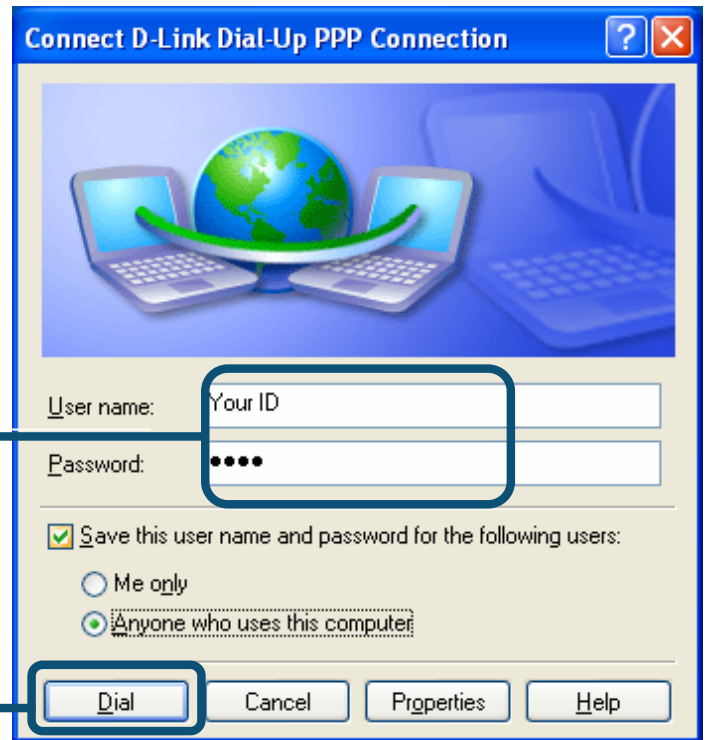 Connect D-Link Dial-Up PPP Connection
User name: Your ID
Password: ••••
Save this user name and password for the following users:
Me only
Anyone who uses this computer
Dial Cancel Properties Help